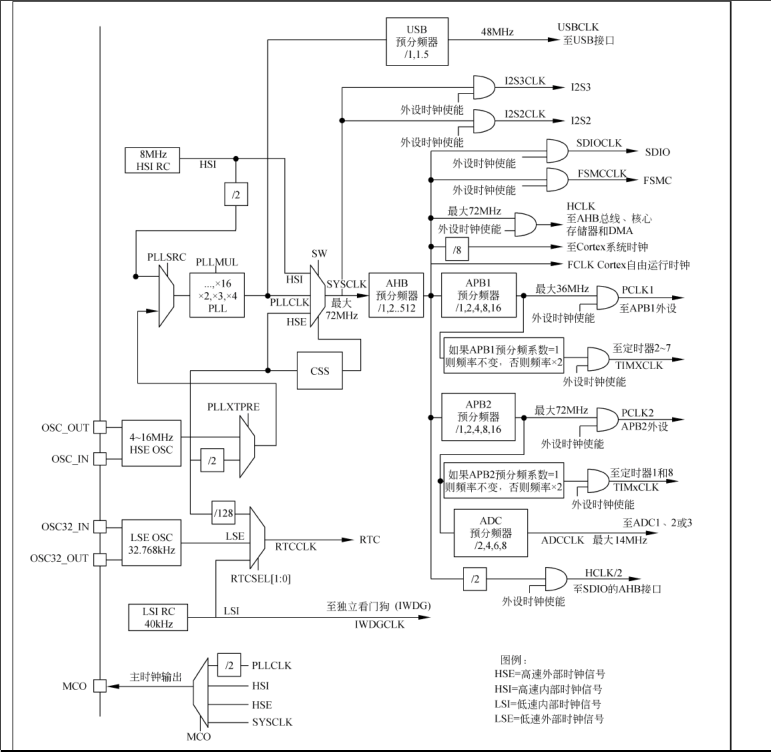 USB
预分频器
/1,1.5
48MHz
USBCLK
至USB接口
I2S3CLK
I2S3
外设时钟使能
I2S2CLK
I2S2
外设时钟使能
SDIOCLK
SDIO
外设时钟使能
FSMCCLK
FSMC
外设时钟使能
8MHz
HSI RC
HSI
/2
最大72MHz
外设时钟使能
HCLK
至AHB总线、核心
存储器和DMA
/8
至Cortex系统时钟
FCLK Cortex自由运行时钟
PLLSRC
PLLMUL
...,×16
×2,×3,×4
PLL
SW
HSI
PLLCLK
HSE
SYSCLK
最大
72MHz
AHB
预分频器
/1,2..512
APB1
预分频器
/1,2,4,8,16
最大36MHz
外设时钟使能
PCLK1
至APB1外设
如果APB1预分频系数=1
则频率不变，否则频率×2
至定时器2~7
TIMXCLK
外设时钟使能
CSS
PLLXTPRE
OSC_OUT
OSC_IN
4~16MHz
HSE OSC
/2
APB2
预分频器
/1,2,4,8,16
最大72MHz
外设时钟使能
PCLK2
APB2外设
如果APB2预分频系数=1
则频率不变，否则频率×2
至定时器1和8
TIMxCLK
外设时钟使能
/128
OSC32_IN
OSC32_OUT
LSE OSC
32.768kHz
LSE
RTCCLK
RTC
RTCSEL[1:0]
ADC
预分频器
/2,4,6,8
至ADC1、2或3
ADCCLK 最大14MHz
/2
HCLK/2
至SDIO的AHB接口
外设时钟使能
LSI RC
40kHz
LSI
至独立看门狗 (IWDG)
IWDGCLK
MCO
主时钟输出
/2
PLLCLK
HSI
HSE
SYSCLK
MCO
图例：
HSE=高速外部时钟信号
HSI=高速内部时钟信号
LSI=低速内部时钟信号
LSE=低速外部时钟信号